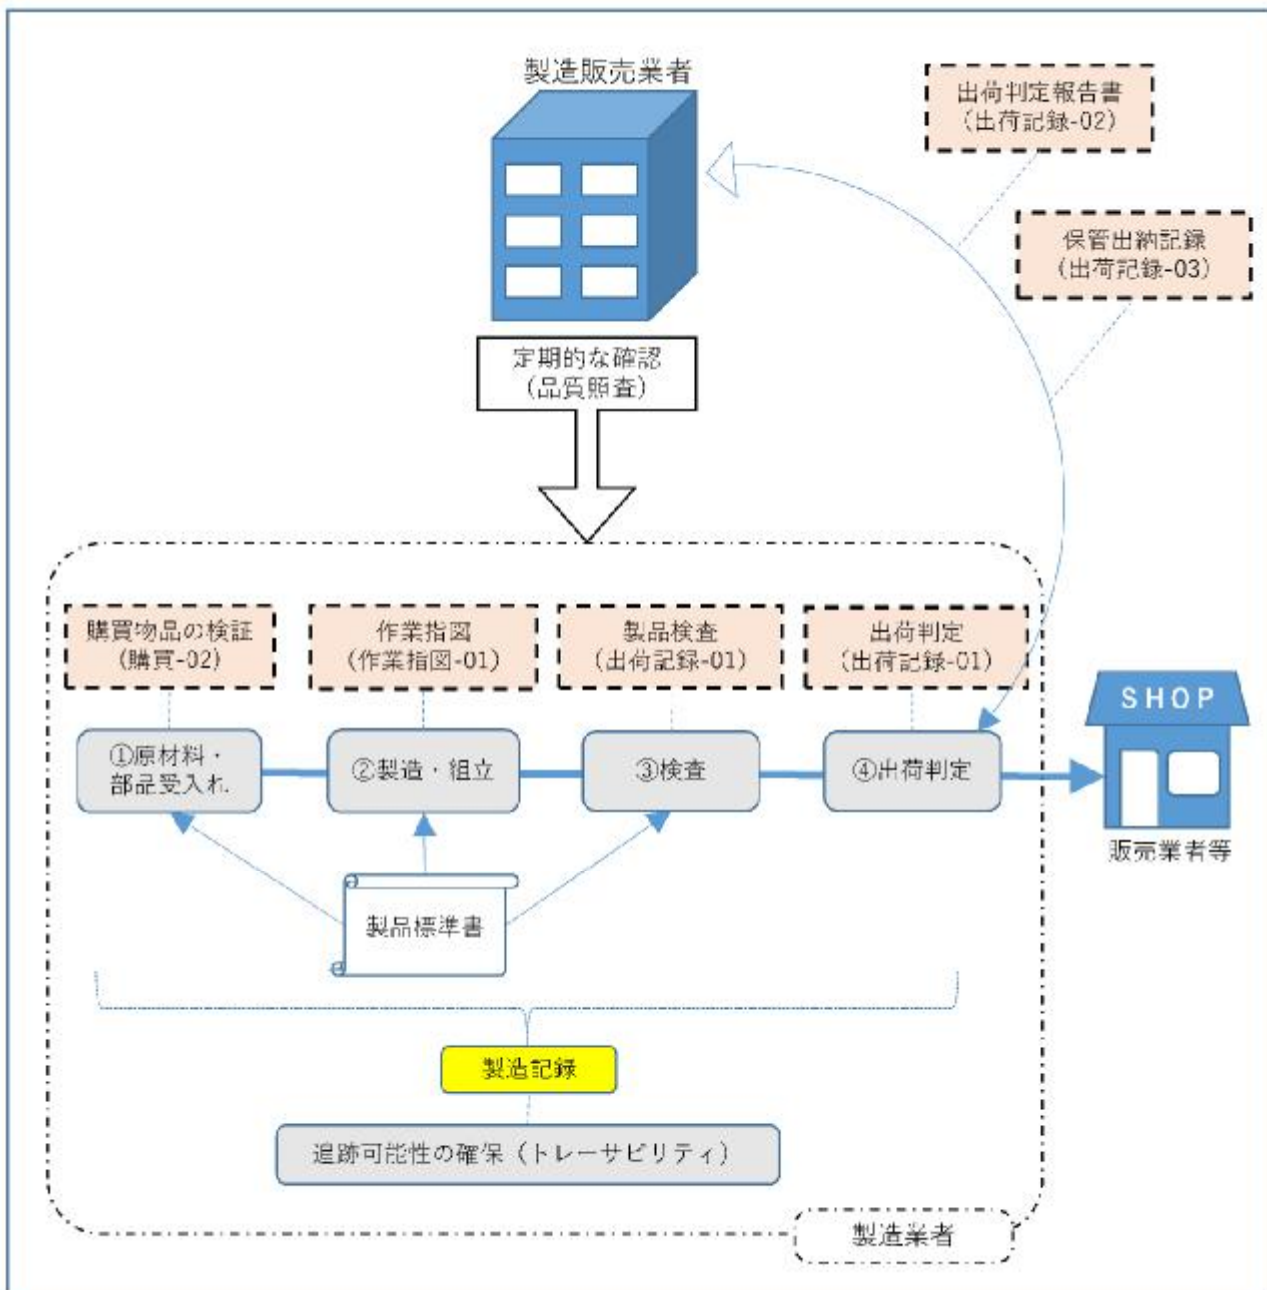 製造販売業者
出荷判定報告書
（出荷記録-02）
保管出納記録
（出荷記録-03）
定期的な確認
（品質照査）
購買物品の検証
（購買-02）
作業指図
（作業指図-01）
製品検査
（出荷記録-01）
出荷判定
（出荷記録-01）
①原材料・
部品受入れ
②製造・組立
③検査
④出荷判定
SHOP
販売業者等
製品標準書
製造記録
追跡可能性の確保（トレーサビリティ）
製造業者